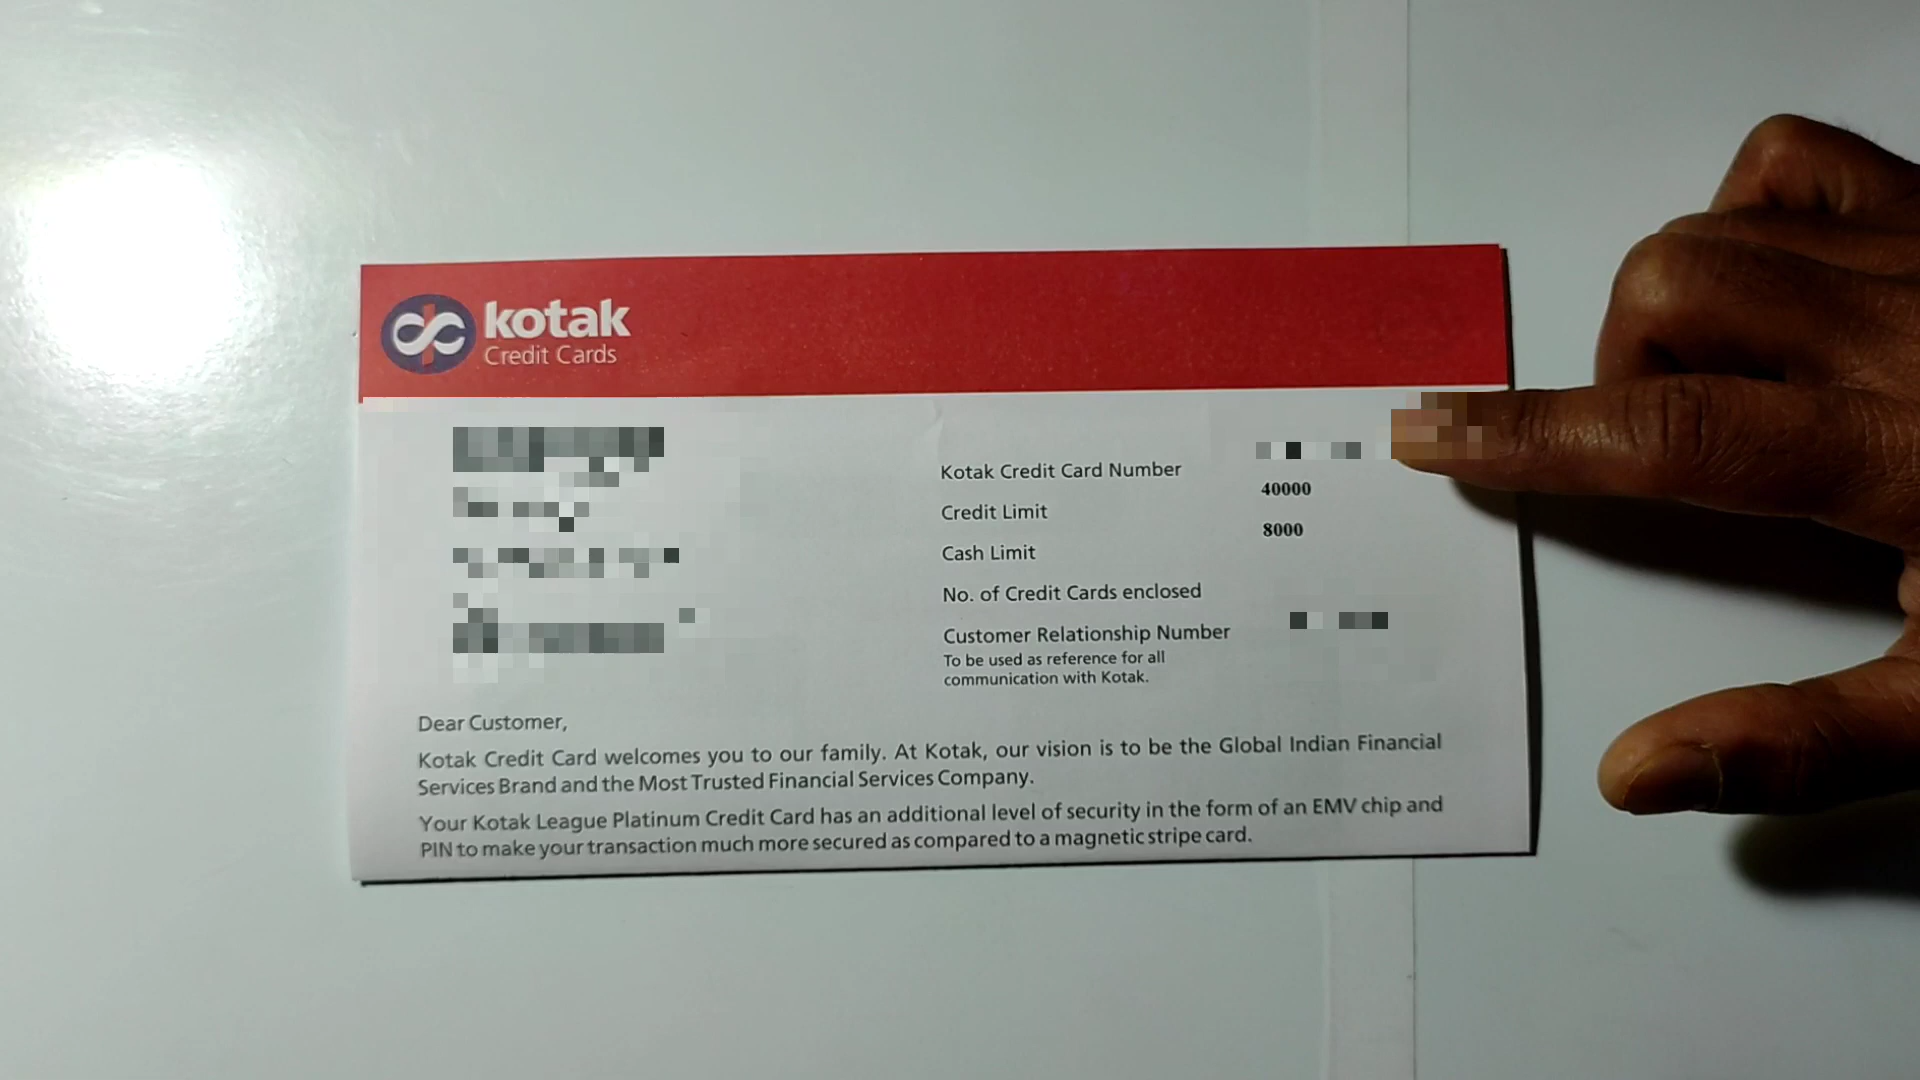 kotak
Credit Cards
Kotak Credit Card Number
40000
Credit Limit
8000
Cash Limit
No. of Credit Cards enclosed
Customer Relationship Number
To be used as reference for all
communication with Kotak.
Dear Customer,
Kotak Credit Card welcomes you to our family. At Kotak, our vision is to be the Global Indian Financial
Services Brand and the Most Trusted Financial Services Company.
Your Kotak League Platinum Credit Card has an additional level of security in the form of an EMV chip and
PIN to make your transaction much more secured as compared to a magnetic stripe card.